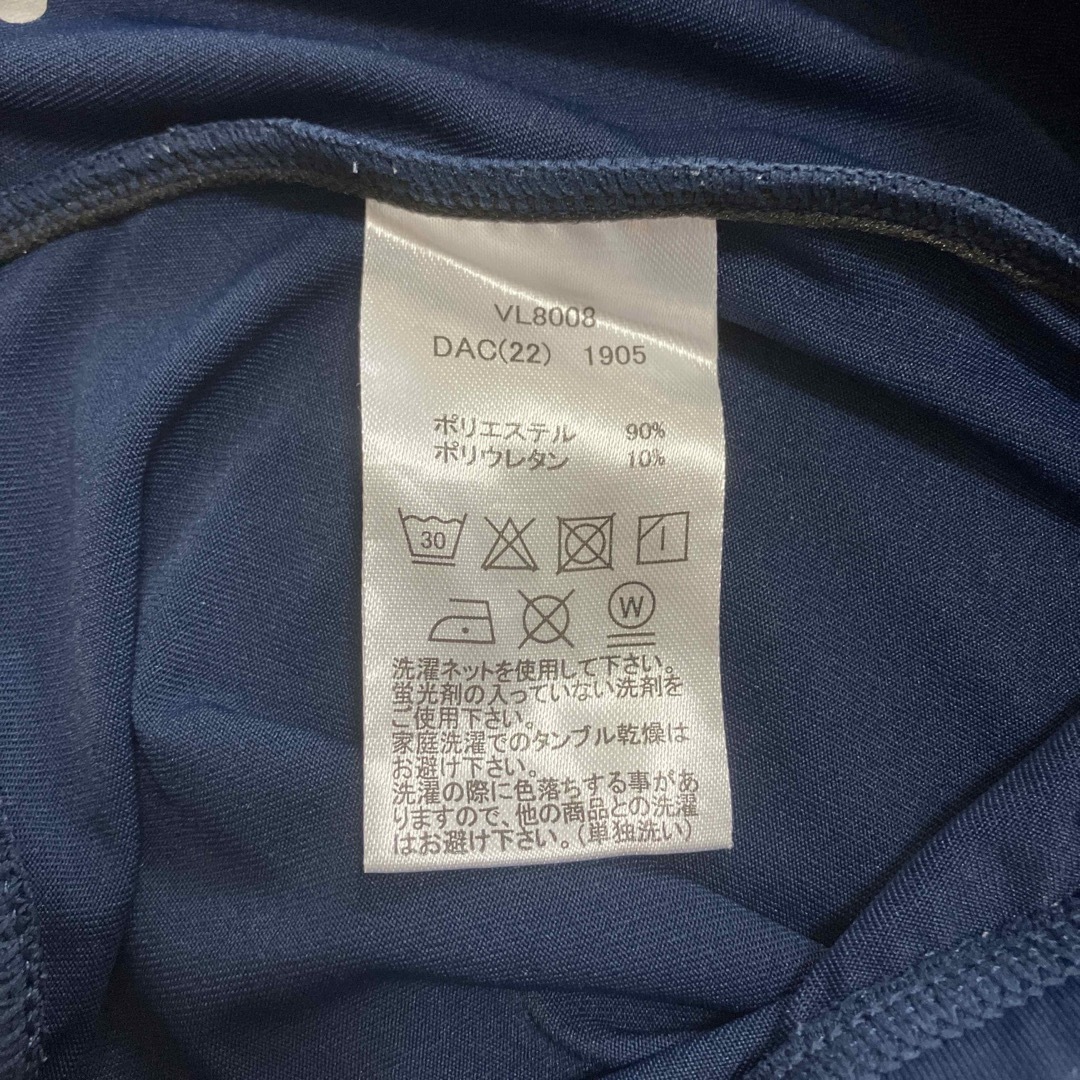 VL8008
DAC(22) 1905
ポリエステル 90%
ポリウレタン 10%
30
W
洗濯ネットを使用して下さい。
蛍光剤の入っていない洗剤を
ご使用下さい。
家庭洗濯でのタンブル乾燥は
お避け下さい。
洗濯の際に色落ちする事があ
りますので、他の商品との洗濯
はお避け下さい。(単独洗い)